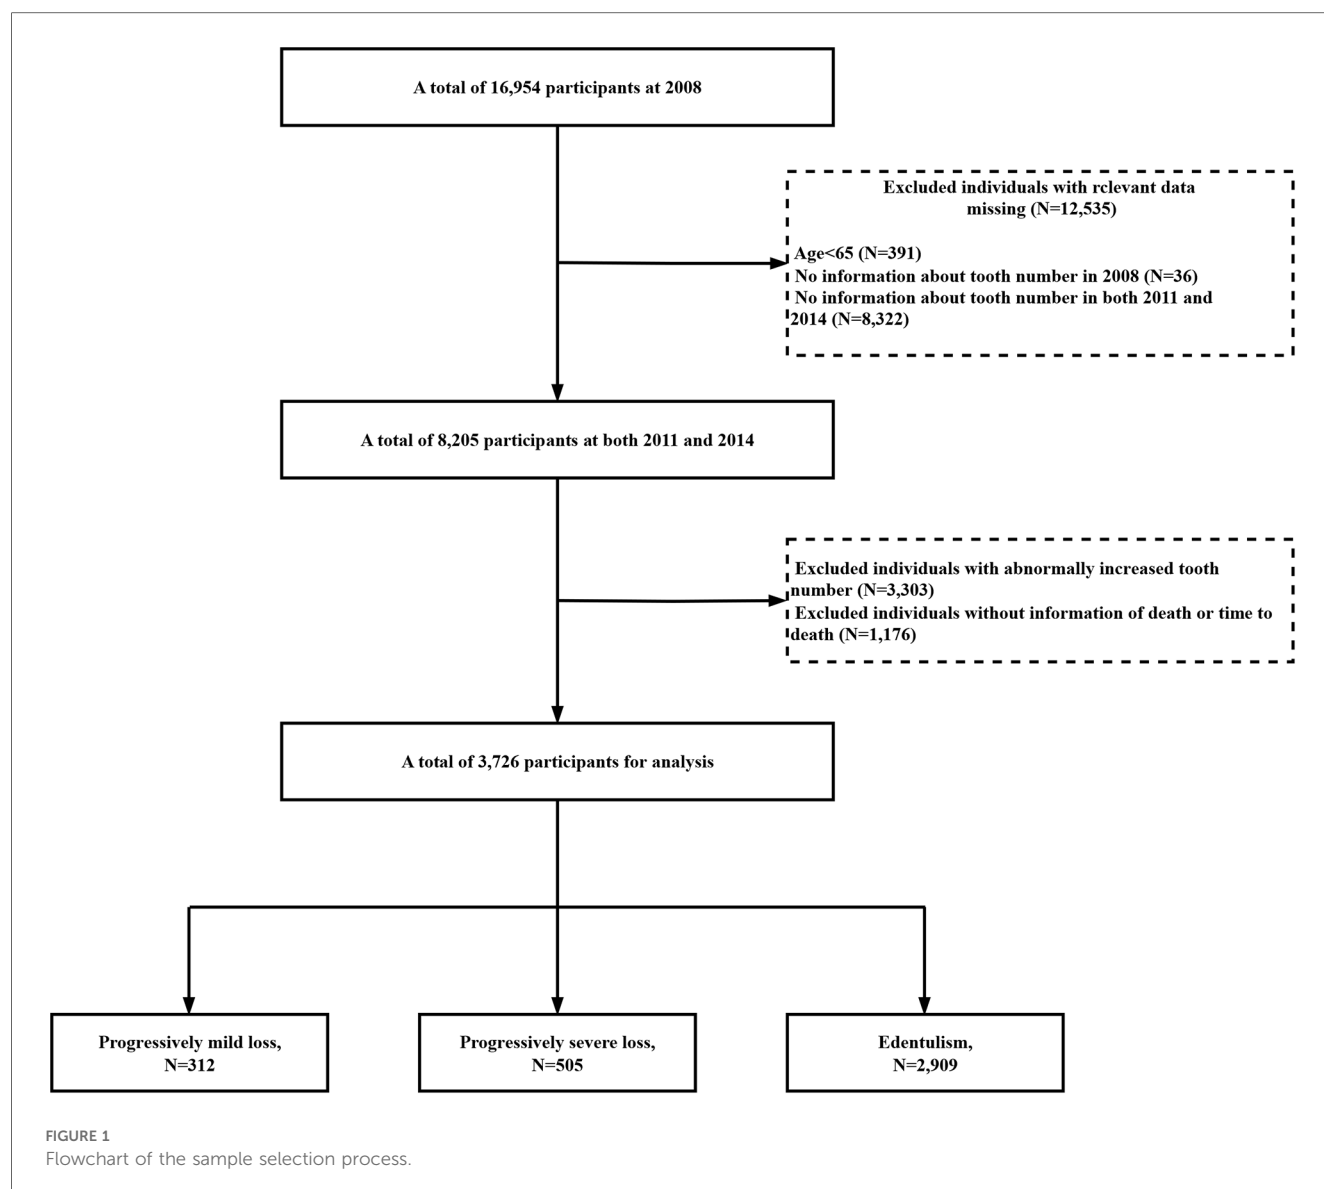 A total of 16,954 participants at 2008
Excluded individuals with rclevant data
missing (N=12,535)
Age<65 (N=391)
No information about tooth number in 2008 (N=36)
No information about tooth number in both 2011 and
2014 (N=8,322)
A total of 8,205 participants at both 2011 and 2014
Excluded individuals with abnormally increased tooth
number (N=3,303)
Excluded individuals without information of death or time to
death (N=1,176)
A total of 3,726 participants for analysis
Progressively mild loss,
N=312
Progressively severe loss,
N=505
Edentulism,
N=2,909
FIGURE 1
Flowchart of the sample selection process.